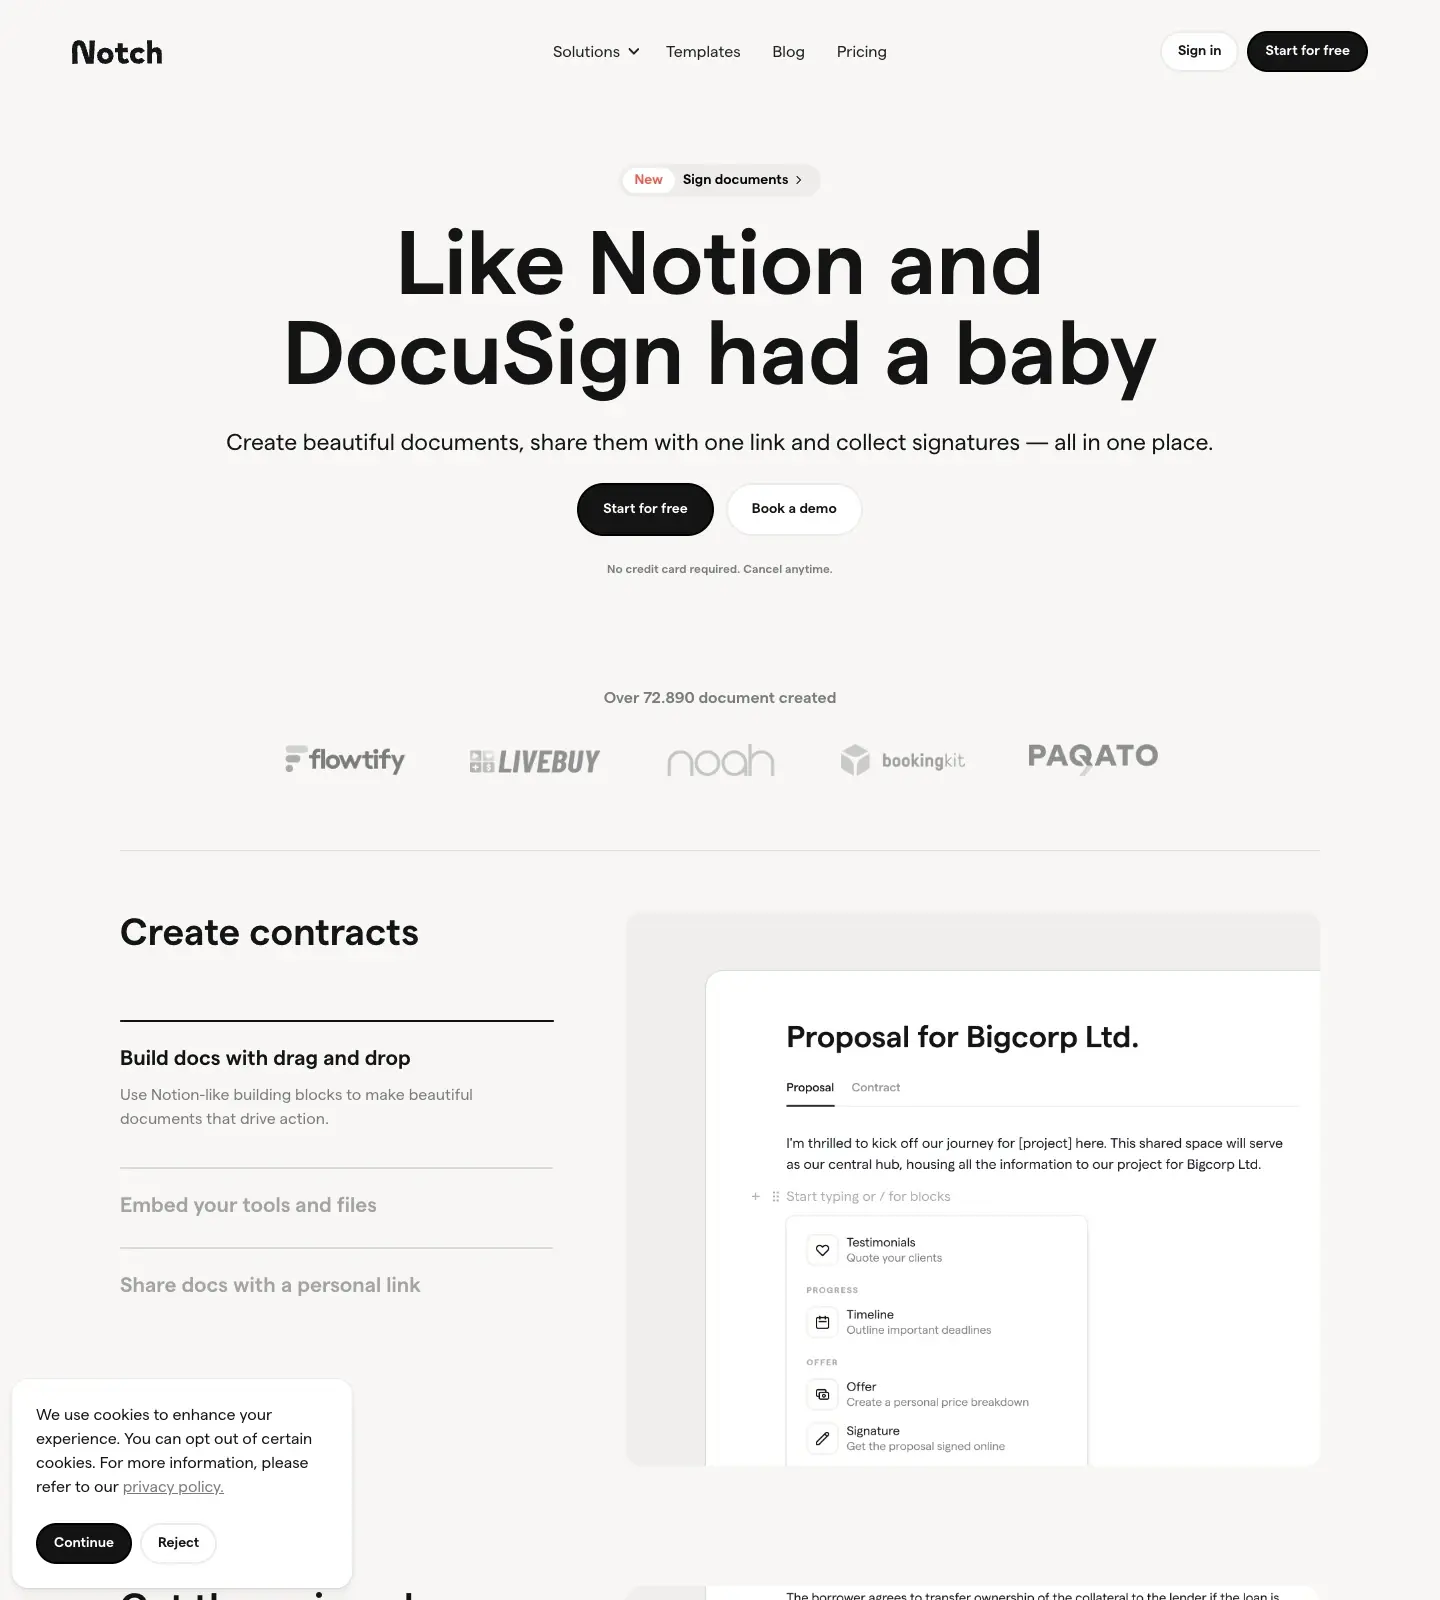 Notch
Solutions
Templates
Blog
Pricing
Sign in
Start for free
New
Sign documents
Like Notion and
DocuSign had a baby
Create beautiful documents, share them with one link and collect signatures — all in one place.
Start for free
Book a demo
No credit card required. Cancel anytime.
Over 72.890 document created
flowtify
LIVEBUY
noah
bookingkit
PAQATO
Create contracts
Build docs with drag and drop
Use Notion-like building blocks to make beautiful
documents that drive action.
Embed your tools and files
Share docs with a personal link
Proposal for Bigcorp Ltd.
Proposal
Contract
I'm thrilled to kick off our journey for [project] here. This shared space will serve
as our central hub, housing all the information to our project for Bigcorp Ltd.
+
Start typing or / for blocks
Testimonials
Quote your clients
PROGRESS
Timeline
Outline important deadlines
OFFER
Offer
Create a personal price breakdown
Signature
Get the proposal signed online
We use cookies to enhance your
experience. You can opt out of certain
cookies. For more information, please
refer to our privacy policy.
Continue
Reject
The borrower agrees to transfer ownership of the collateral to the lender if the loan is